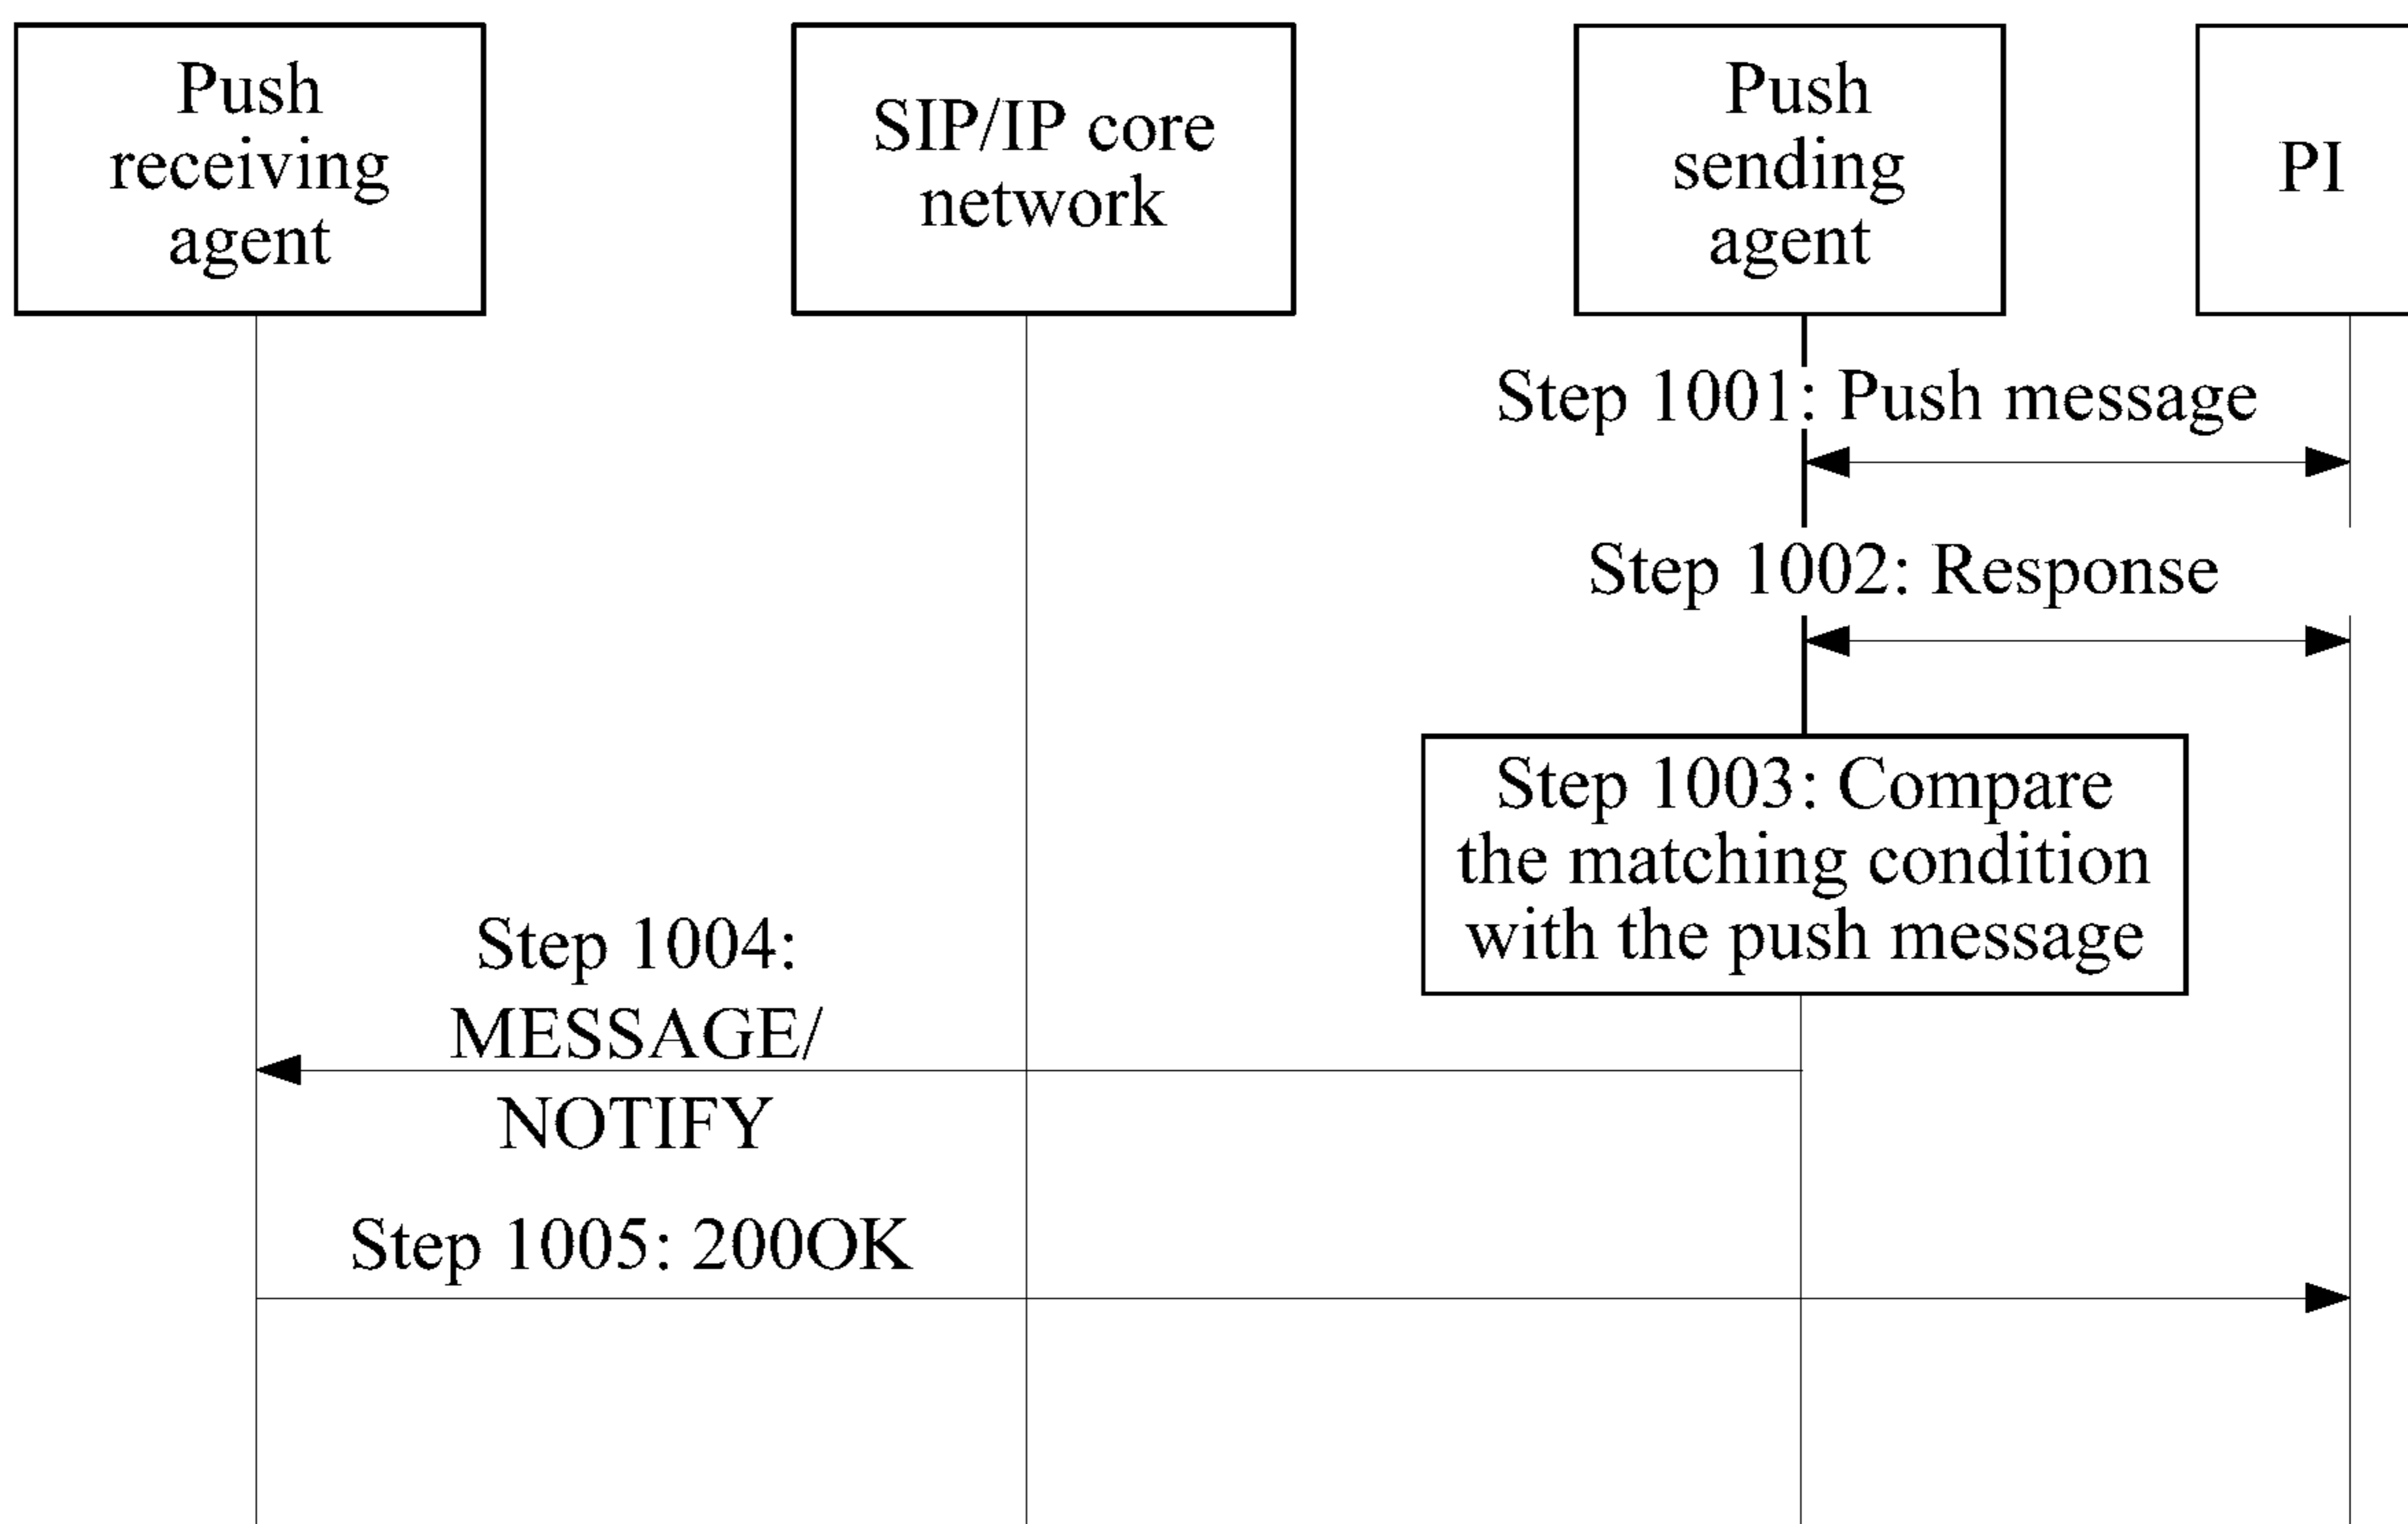 Push
receiving
agent
SIP/IP core
network
Push
sending
agent
PI
Step 1001: Push message
Step 1002: Response
Step 1003: Compare
the matching condition
with the push message
Step 1004:
MESSAGE/
NOTIFY
Step 1005: 200OK